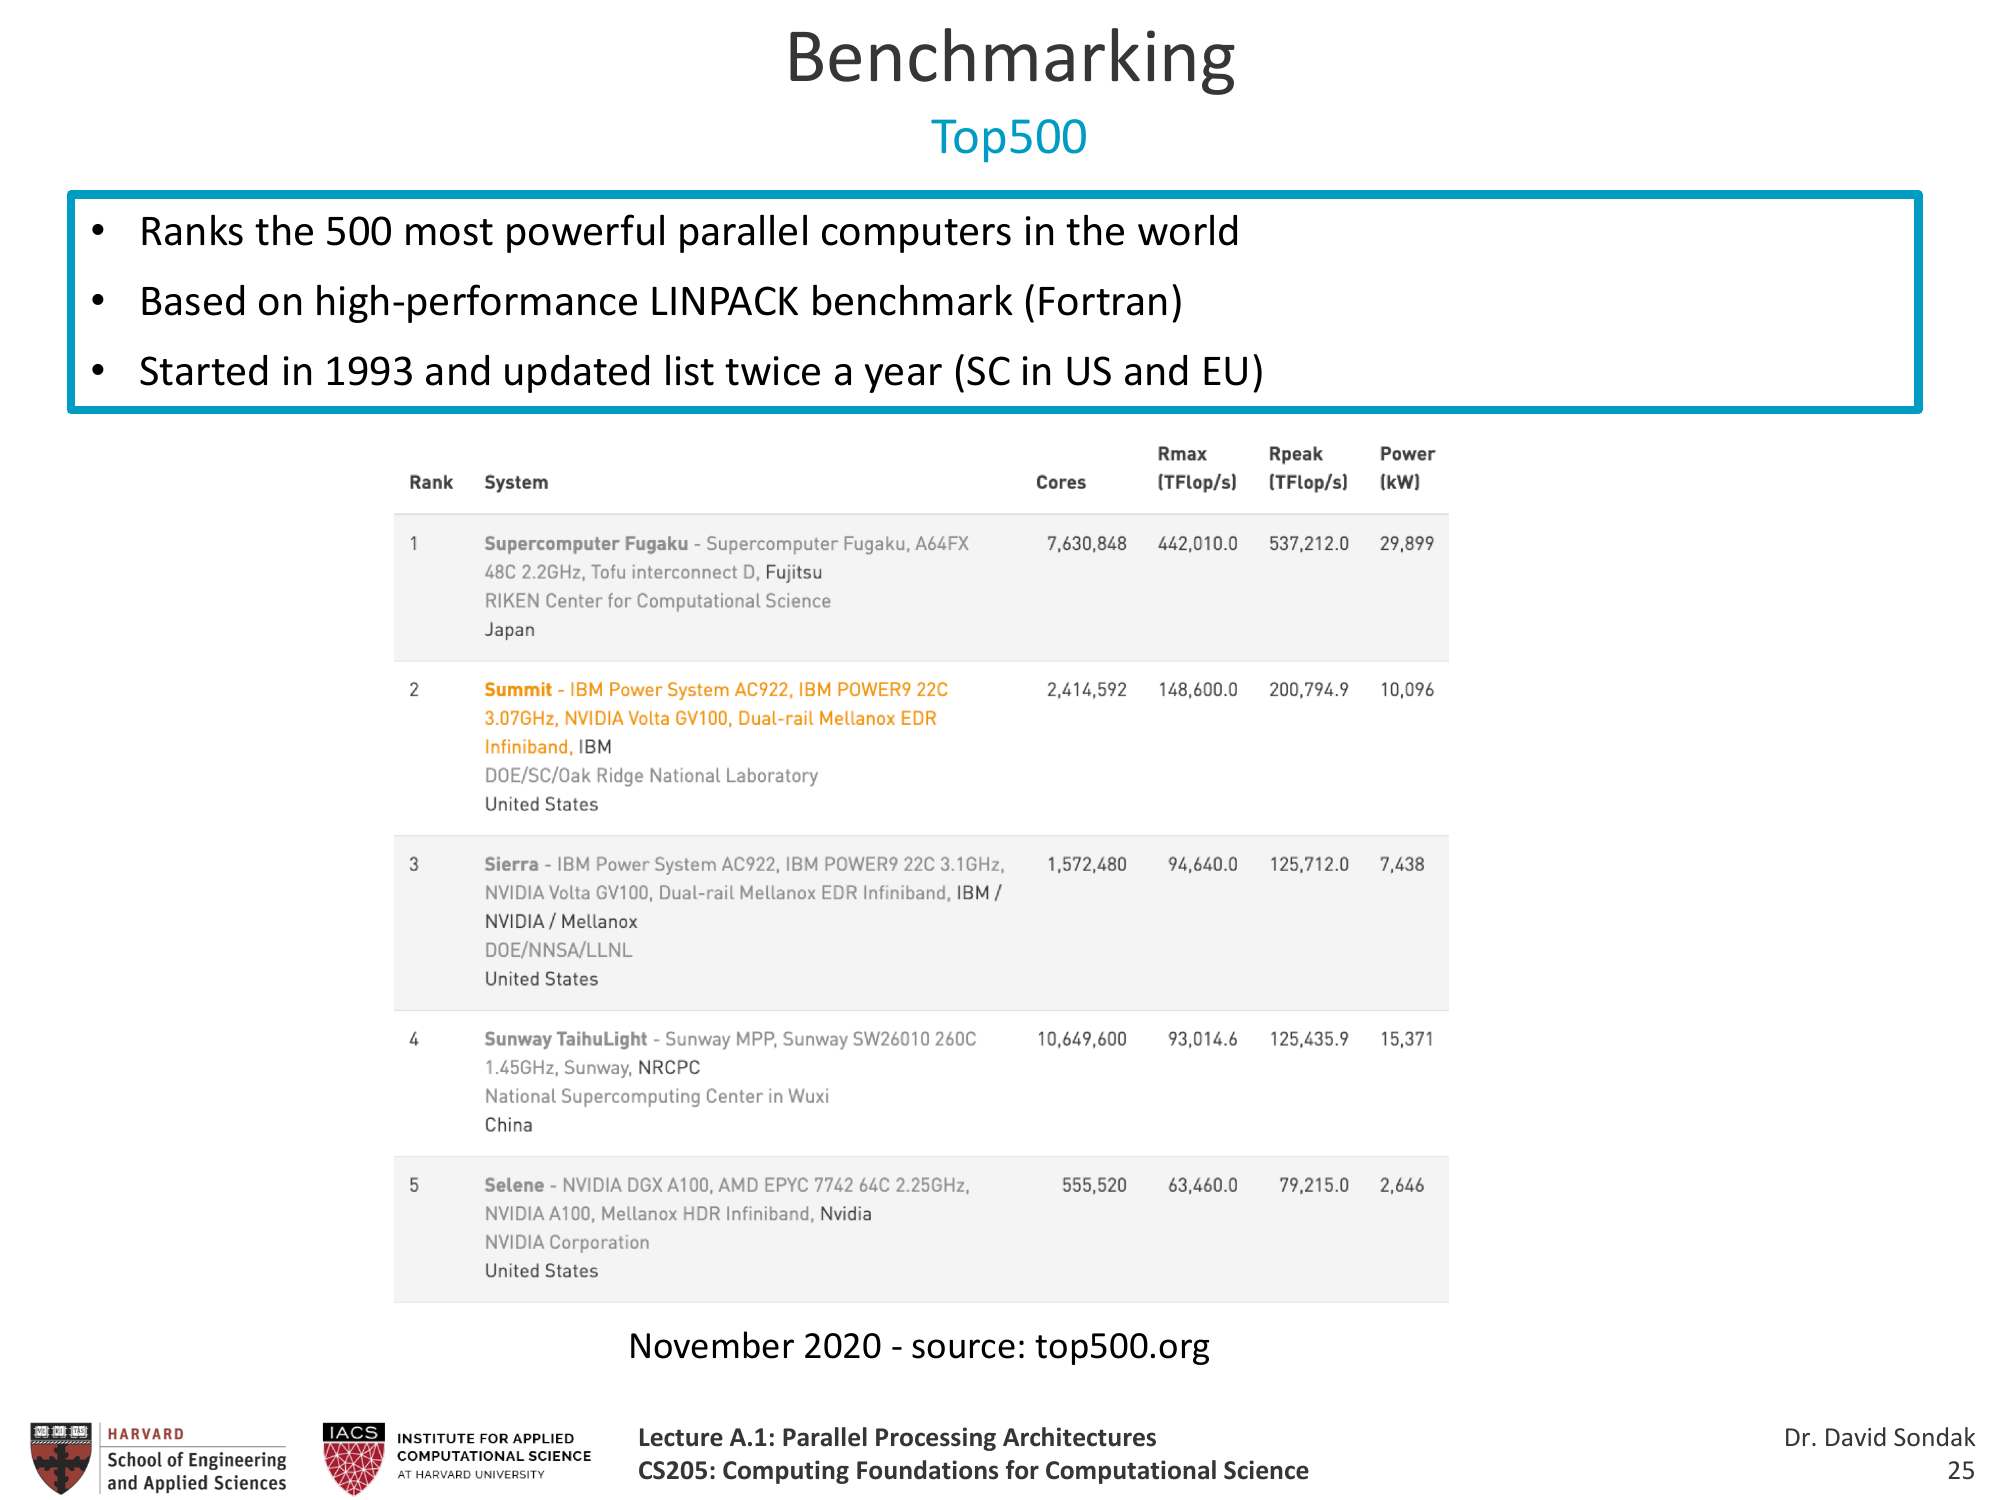 Benchmarking
Top500
• Ranks the 500 most powerful parallel computers in the world
• Based on high-performance LINPACK benchmark (Fortran)
• Started in 1993 and updated list twice a year (SC in US and EU)
Rank System Cores Rmax (TFlop/s) Rpeak (TFlop/s) Power (kW)
1 Supercomputer Fugaku - Supercomputer Fugaku, A64FX 7,630,848 442,010.0 537,212.0 29,899
48C 2.2GHz, Tofu interconnect D, Fujitsu
RIKEN Center for Computational Science
Japan
2 Summit - IBM Power System AC922, IBM POWER9 22C 2,414,592 148,600.0 200,794.9 10,096
3.07GHz, NVIDIA Volta GV100, Dual-rail Mellanox EDR
Infiniband, IBM
DOE/SC/Oak Ridge National Laboratory
United States
3 Sierra - IBM Power System AC922, IBM POWER9 22C 3.1GHz, 1,572,480 94,640.0 125,712.0 7,438
NVIDIA Volta GV100, Dual-rail Mellanox EDR Infiniband, IBM /
NVIDIA / Mellanox
DOE/NNSA/LLNL
United States
4 Sunway TaihuLight - Sunway MPP, Sunway SW26010 260C 10,649,600 93,014.6 125,435.9 15,371
1.45GHz, Sunway, NRCPC
National Supercomputing Center in Wuxi
China
5 Selene - NVIDIA DGX A100, AMD EPYC 7742 64C 2.25GHz, 555,520 63,460.0 79,215.0 2,646
NVIDIA A100, Mellanox HDR Infiniband, Nvidia
NVIDIA Corporation
United States
November 2020 - source: top500.org
HARVARD
School of Engineering
and Applied Sciences
IACS
INSTITUTE FOR APPLIED
COMPUTATIONAL SCIENCE
AT HARVARD UNIVERSITY
Lecture A.1: Parallel Processing Architectures
CS205: Computing Foundations for Computational Science
Dr. David Sondak
25